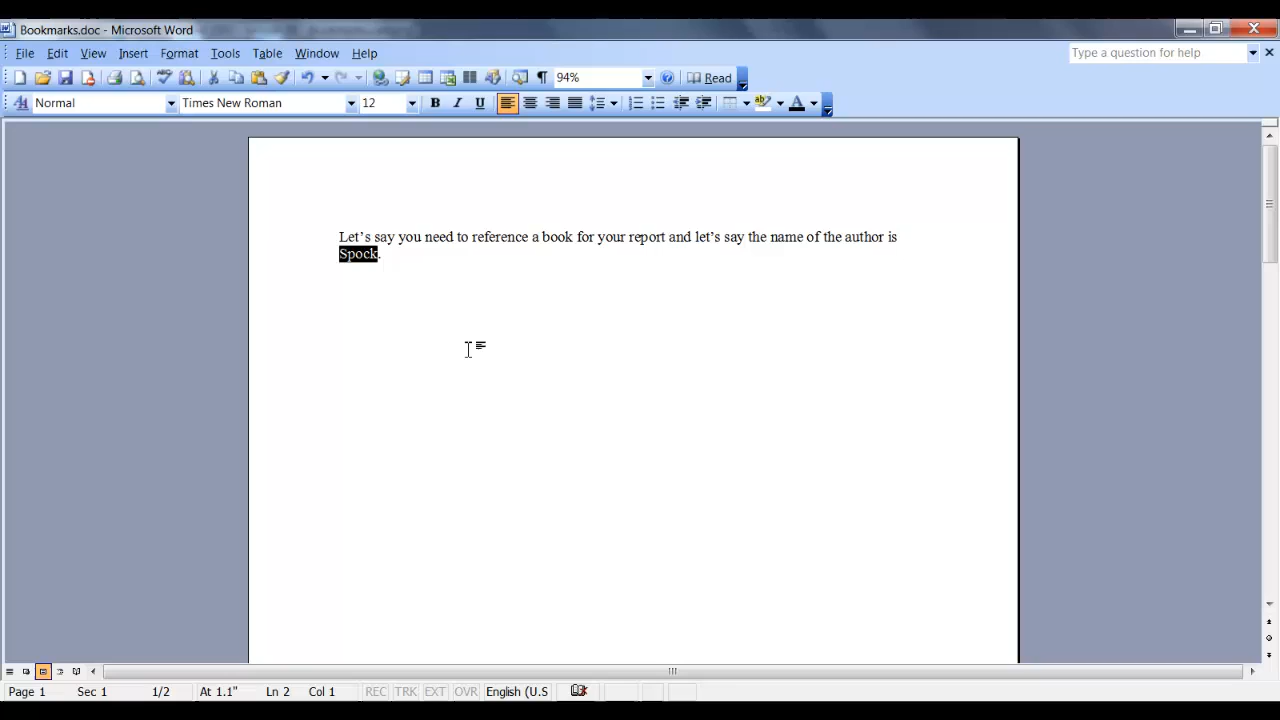 Bookmarks.doc - Microsoft Word
File Edit View Insert Format Tools Table Window Help Type a question for help
94% Read
Normal Times New Roman 12 B I U A
Let’s say you need to reference a book for your report and let’s say the name of the author is
Spock.
Page 1 Sec 1 1/2 At 1.1" Ln 2 Col 1 REC TRK EXT OVR English (U.S